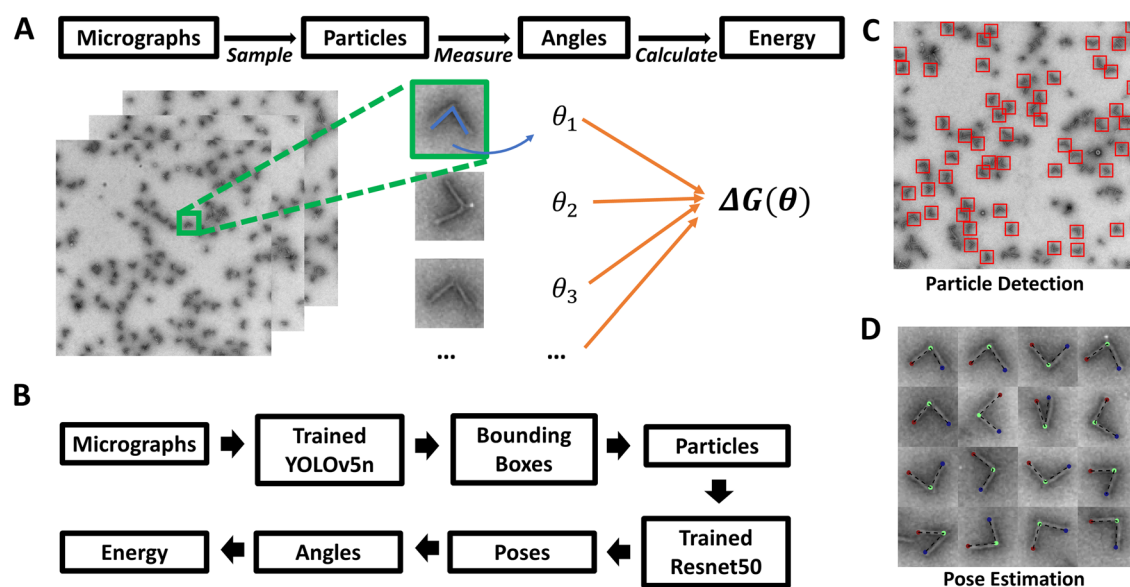 A
Micrographs
Sample
Particles
Measure
Angles
Calculate
Energy
θ1
θ2
θ3
...
...
ΔG(θ)
B
Micrographs
Trained
YOLOv5n
Bounding
Boxes
Particles
Trained
Resnet50
Poses
Angles
Energy
C
Particle Detection
D
Pose Estimation